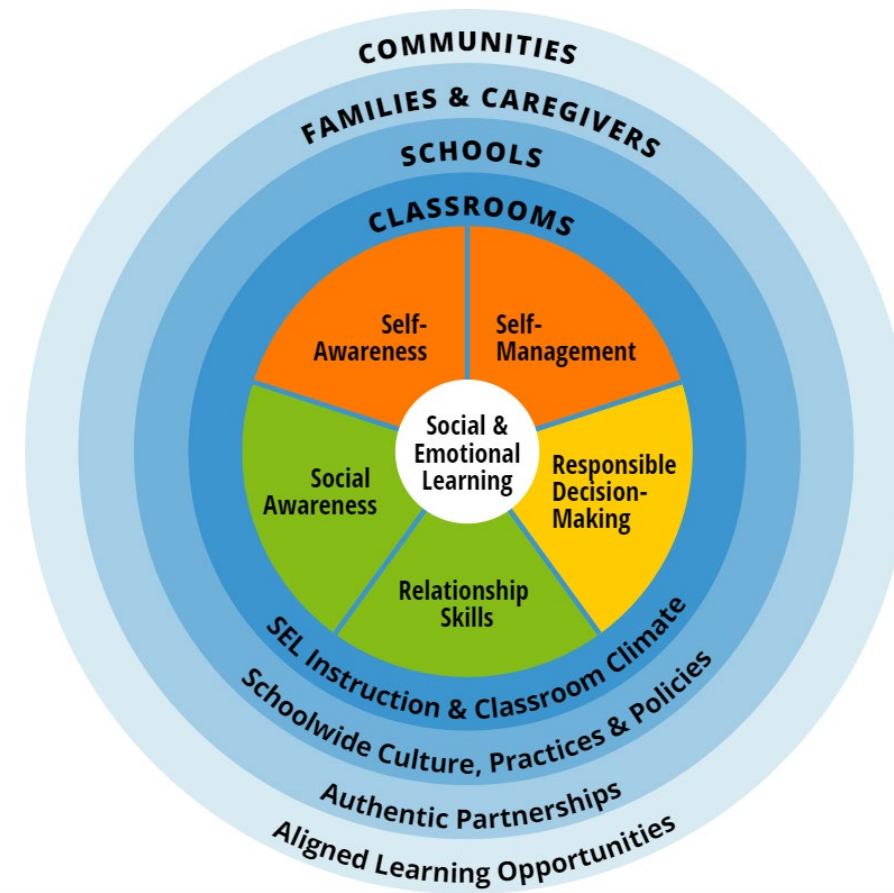 COMMUNITIES
FAMILIES & CAREGIVERS
SCHOOLS
CLASSROOMS
Self-
Awareness
Self-
Management
Social &
Emotional
Learning
Social
Awareness
Responsible
Decision-
Making
Relationship
Skills
SEL Instruction & Classroom Climate
Schoolwide Culture, Practices & Policies
Authentic Partnerships
Aligned Learning Opportunities